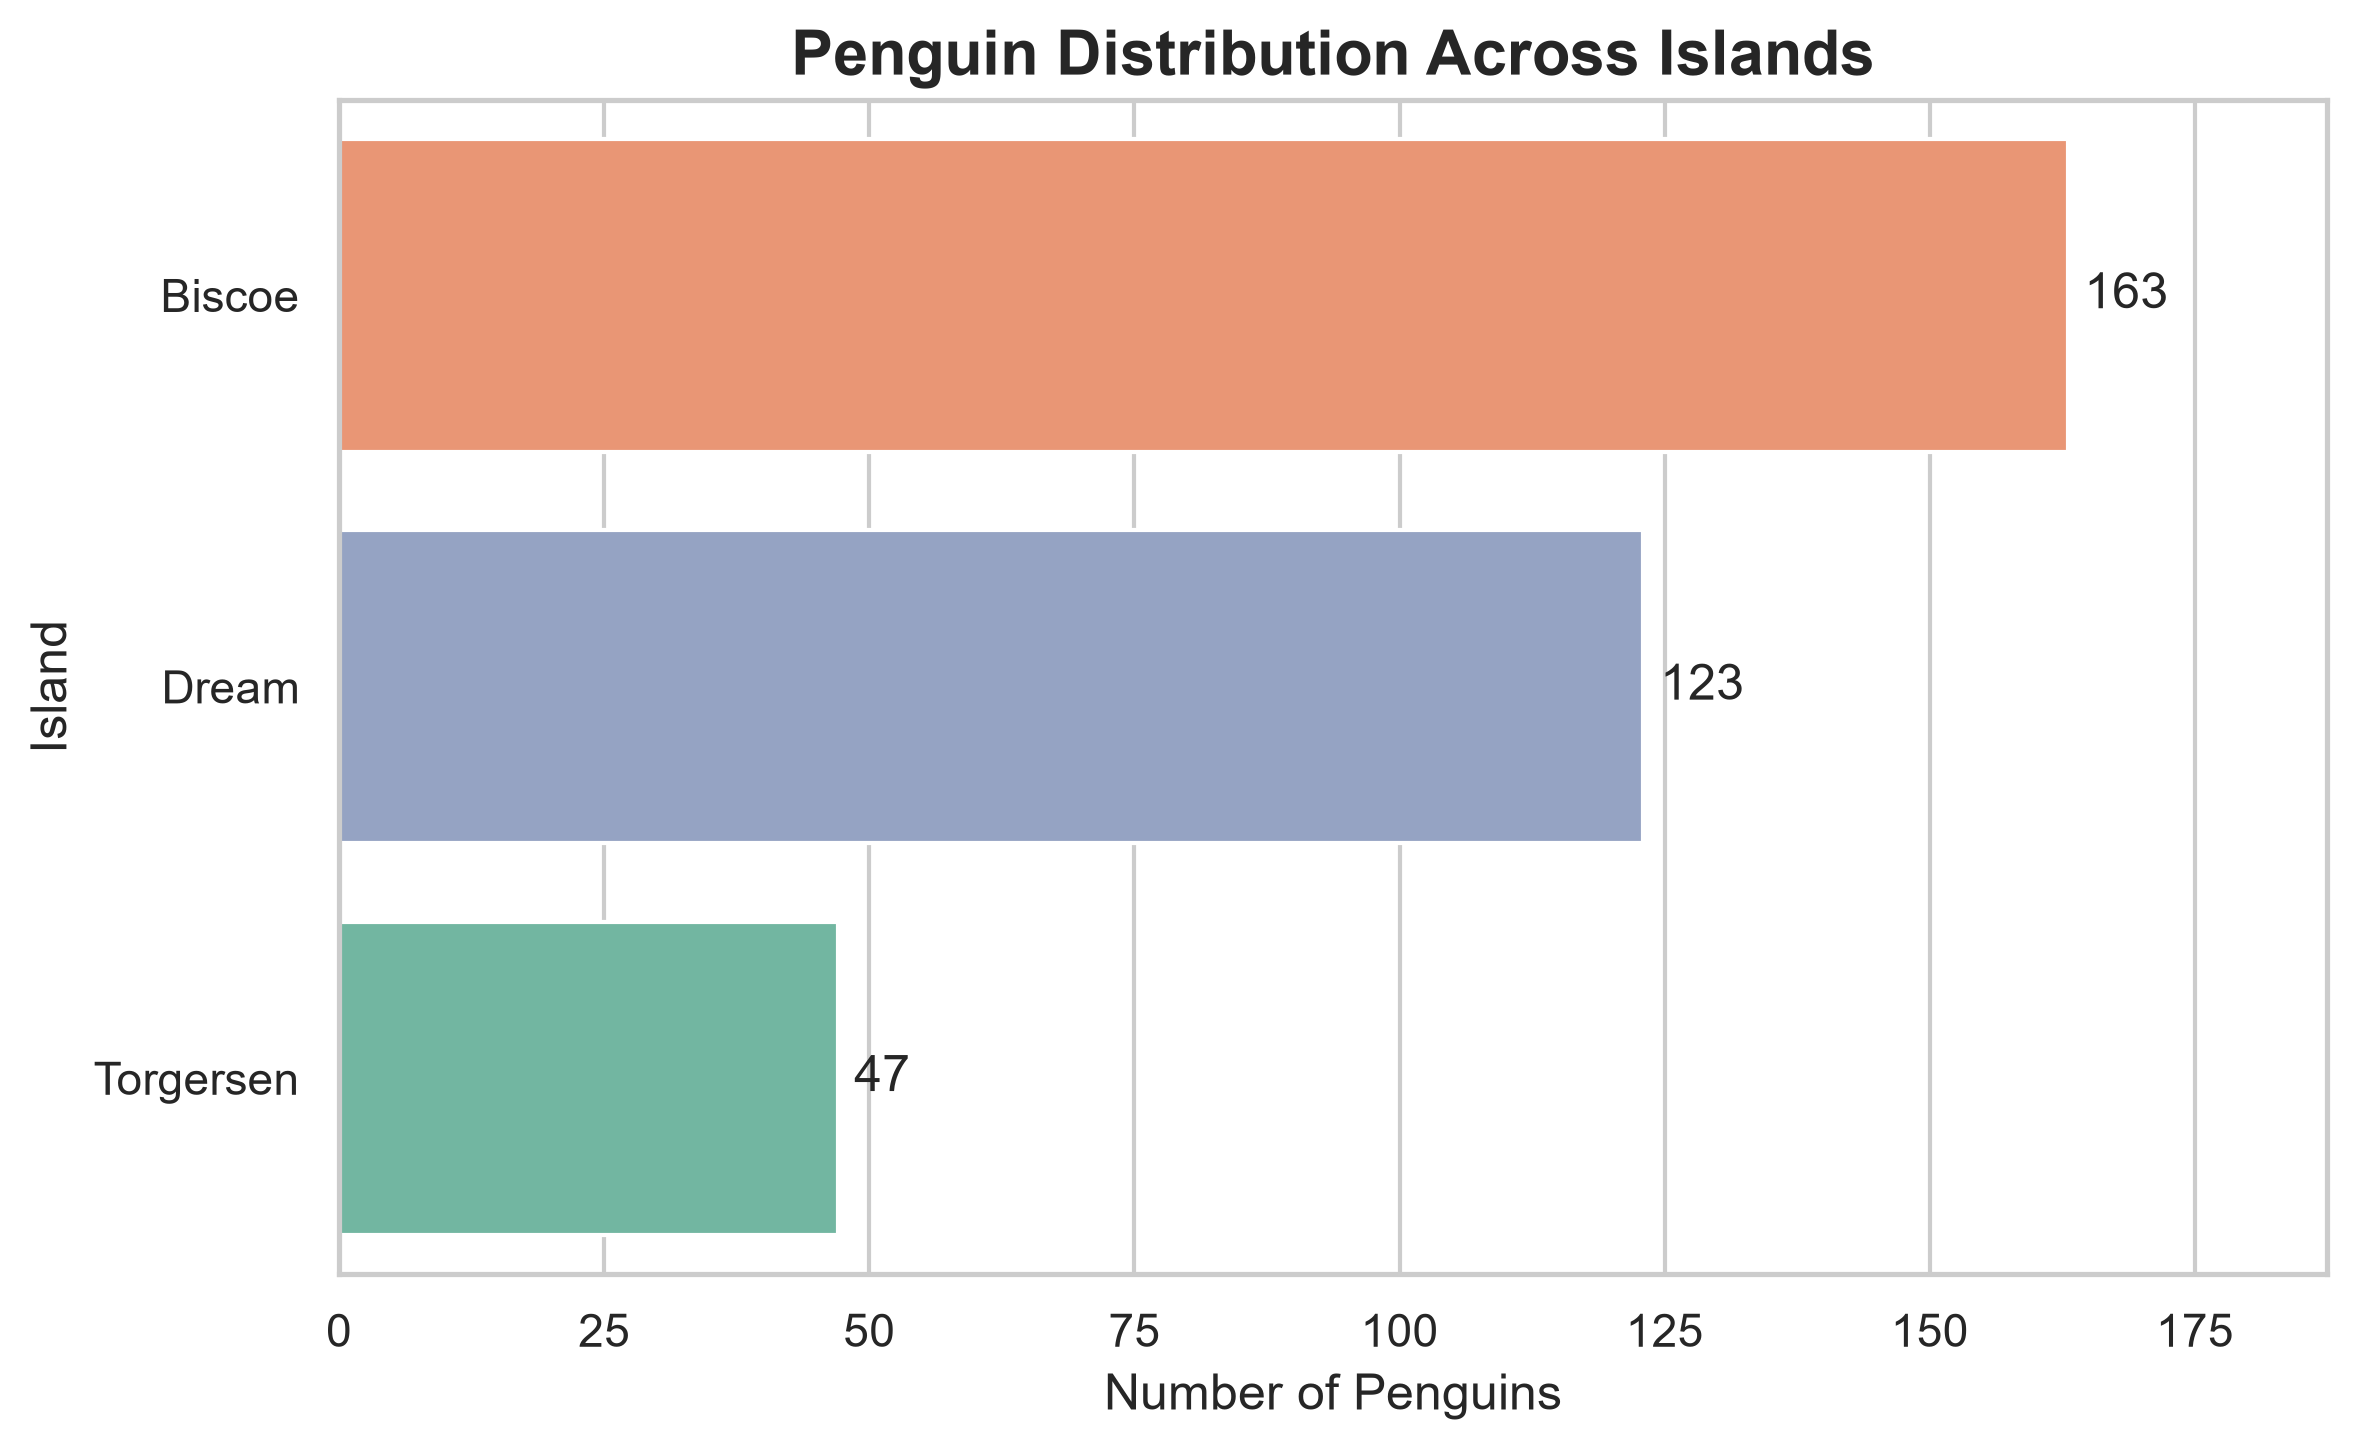 Penguin Distribution Across Islands
Biscoe
163
Island
Dream
123
Torgersen
47
0 25 50 75 100 125 150 175
Number of Penguins